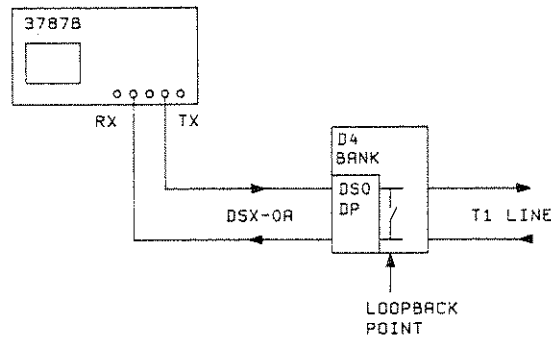 3787B
RX
TX
D4
BANK
DS0
DP
DSX-0A
T1 LINE
LOOPBACK
POINT